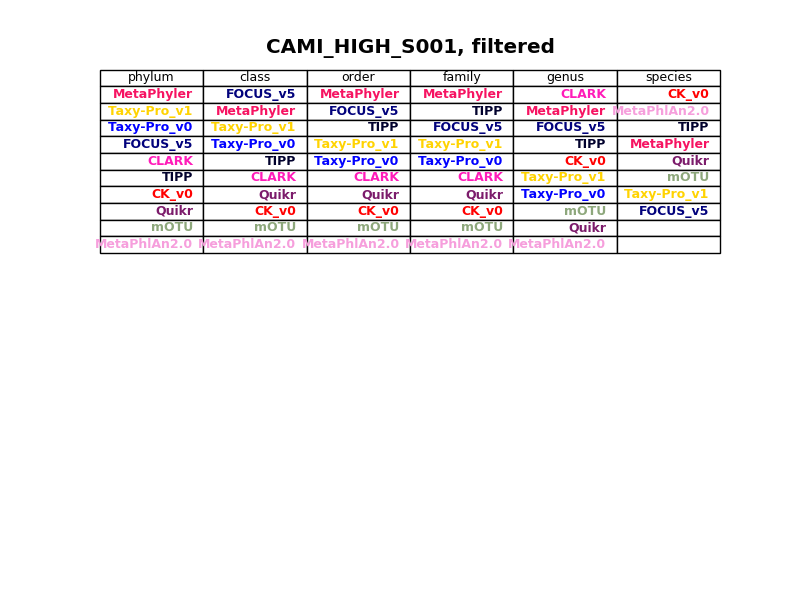 CAMI_HIGH_S001, filtered
phylum class order family genus species
MetaPhyler FOCUS_v5 MetaPhyler MetaPhyler CLARK CK_v0
Taxy-Pro_v1 MetaPhyler FOCUS_v5 TIPP MetaPhyler MetaPhlAn2.0
Taxy-Pro_v0 Taxy-Pro_v1 TIPP FOCUS_v5 FOCUS_v5 TIPP
FOCUS_v5 Taxy-Pro_v0 Taxy-Pro_v1 Taxy-Pro_v1 TIPP MetaPhyler
CLARK TIPP Taxy-Pro_v0 Taxy-Pro_v0 CK_v0 Quikr
TIPP CLARK CLARK CLARK Taxy-Pro_v1 mOTU
CK_v0 Quikr Quikr Quikr Taxy-Pro_v0 Taxy-Pro_v1
Quikr CK_v0 CK_v0 CK_v0 mOTU FOCUS_v5
mOTU mOTU mOTU mOTU Quikr
MetaPhlAn2.0 MetaPhlAn2.0 MetaPhlAn2.0 MetaPhlAn2.0 MetaPhlAn2.0